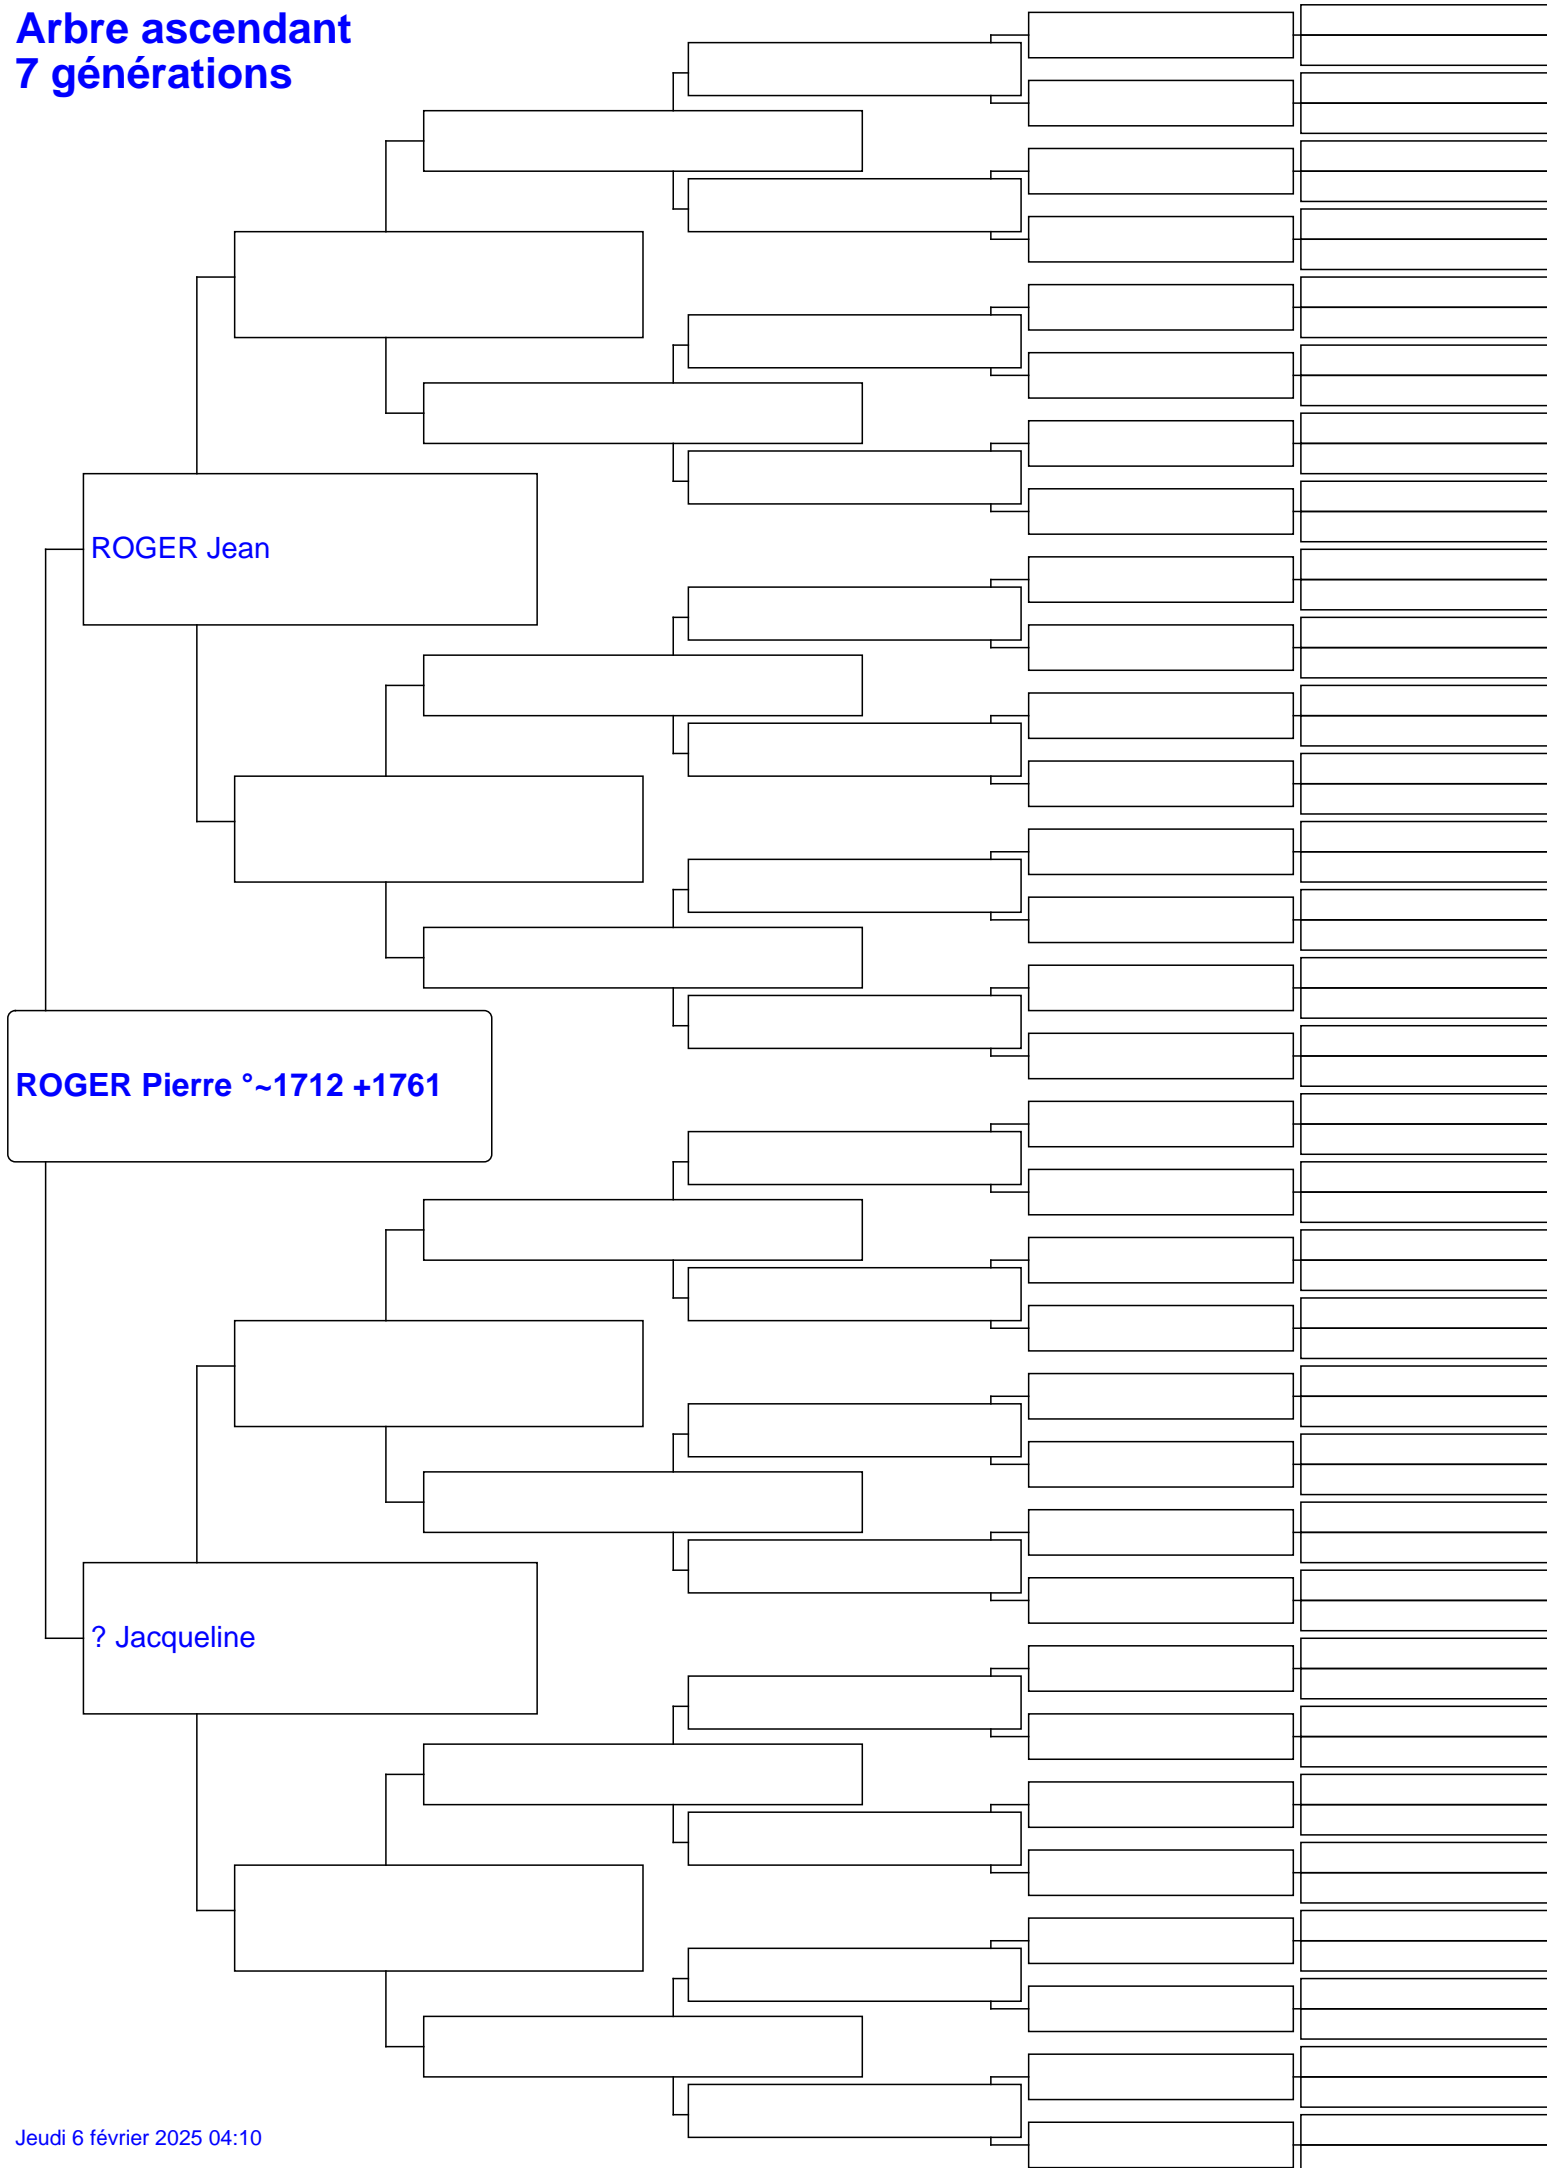 Arbre ascendant
7 générations
ROGER Jean
ROGER Pierre °~1712 +1761
? Jacqueline
Jeudi 6 février 2025 04:10